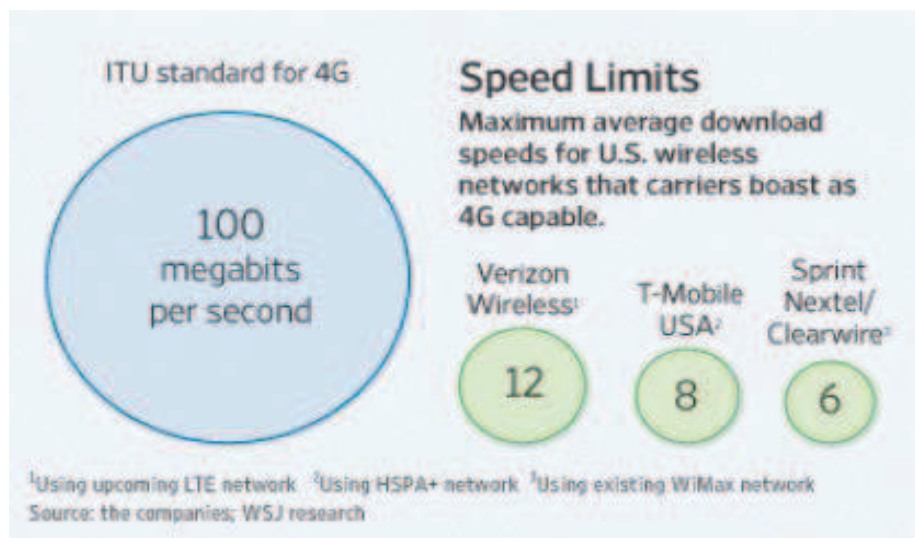 ITU standard for 4G
100
megabits
per second
Speed Limits
Maximum average download
speeds for U.S. wireless
networks that carriers boast as
4G capable.
Verizon
Wireless¹
12
T-Mobile
USA²
8
Sprint
Nextel/
Clearwire³
6
¹Using upcoming LTE network ²Using HSPA+ network ³Using existing WiMax network
Source: the companies; WSJ research